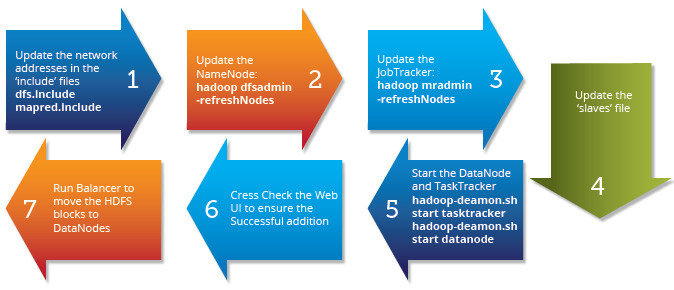 Update the network
addresses in the
'include' files
dfs.Include
mapred.Include
1
Update the
NameNode:
hadoop dfsadmin
-refreshNodes
2
Update the
JobTracker:
hadoop mradmin
-refreshNodes
3
Update the
'slaves' file
4
Start the DataNode
and TaskTracker
hadoop-deamon.sh
start tasktracker
hadoop-deamon.sh
start datanode
5
Cress Check the Web
UI to ensure the
Successful addition
6
Run Balancer to
move the HDFS
blocks to
DataNodes
7